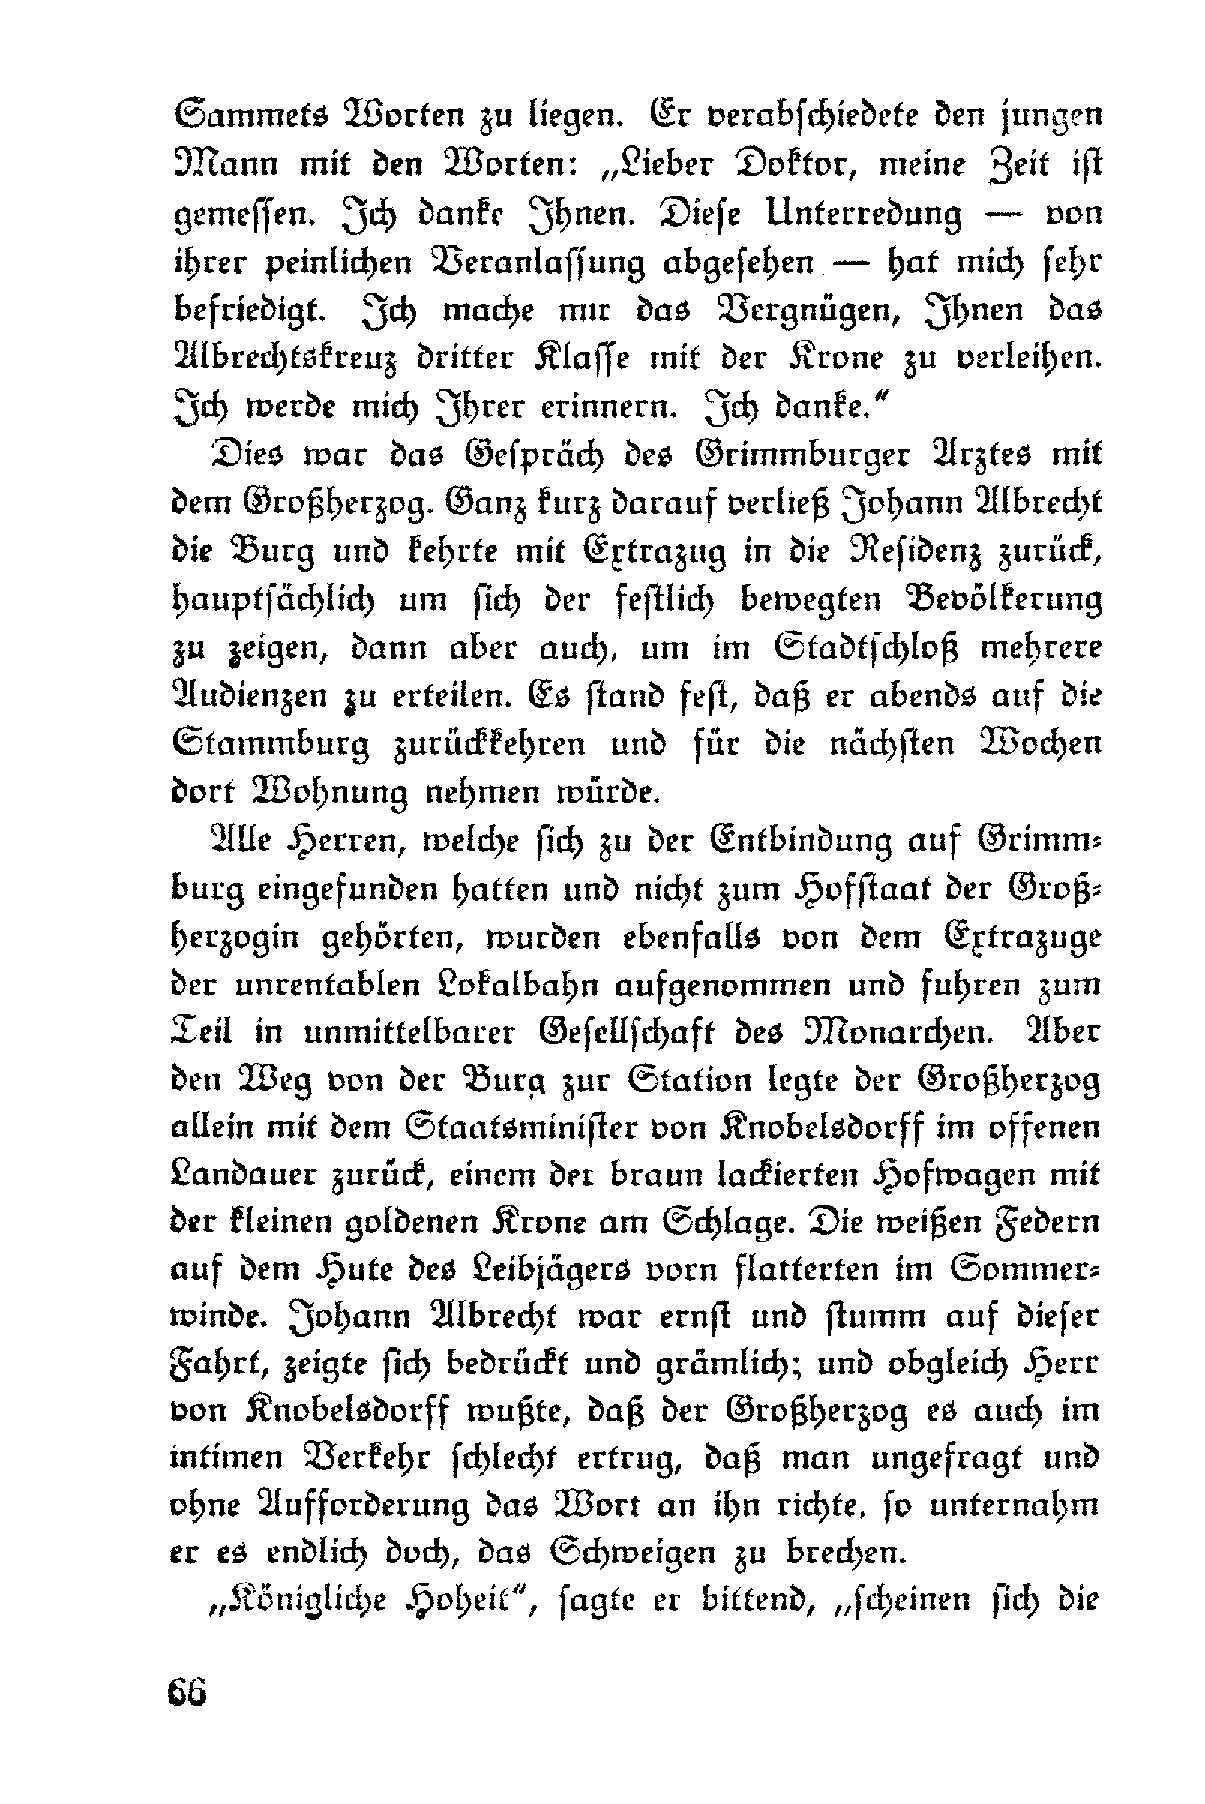 Sammets Worten zu liegen. Er verabschiedete den jungen
Mann mit den Worten: „Lieber Doktor, meine Zeit ist
gemessen. Ich danke Ihnen. Diese Unterredung — von
ihrer peinlichen Veranlassung abgesehen — hat mich sehr
befriedigt. Ich mache mir das Vergnügen, Ihnen das
Albrechtskreuz dritter Klasse mit der Krone zu verleihen.
Ich werde mich Ihrer erinnern. Ich danke.“
Dies war das Gespräch des Grimmburger Arztes mit
dem Großherzog. Ganz kurz darauf verließ Johann Albrecht
die Burg und kehrte mit Extrazug in die Residenz zurück,
hauptsächlich um sich der festlich bewegten Bevölkerung
zu zeigen, dann aber auch, um im Stadtschloß mehrere
Audienzen zu erteilen. Es stand fest, daß er abends auf die
Stammburg zurückkehren und für die nächsten Wochen
dort Wohnung nehmen würde.
Alle Herren, welche sich zu der Entbindung auf Grimm-
burg eingefunden hatten und nicht zum Hofstaat der Groß-
herzogin gehörten, wurden ebenfalls von dem Extrazuge
der unrentablen Lokalbahn aufgenommen und fuhren zum
Teil in unmittelbarer Gesellschaft des Monarchen. Aber
den Weg von der Burg zur Station legte der Großherzog
allein mit dem Staatsminister von Knobelsdorff im offenen
Landauer zurück, einem der braun lackierten Hofwagen mit
der kleinen goldenen Krone am Schlage. Die weißen Federn
auf dem Hute des Leibjägers vorn flatterten im Sommer-
winde. Johann Albrecht war ernst und stumm auf dieser
Fahrt, zeigte sich bedrückt und grämlich; und obgleich Herr
von Knobelsdorff wußte, daß der Großherzog es auch im
intimen Verkehr schlecht ertrug, daß man ungefragt und
ohne Aufforderung das Wort an ihn richte, so unternahm
er es endlich doch, das Schweigen zu brechen.
„Königliche Hoheit“, sagte er bittend, „scheinen sich die
66